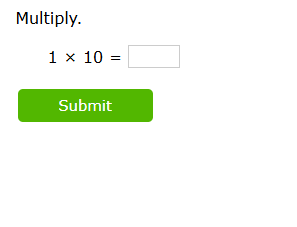 Multiply.
1 × 10 =
Submit